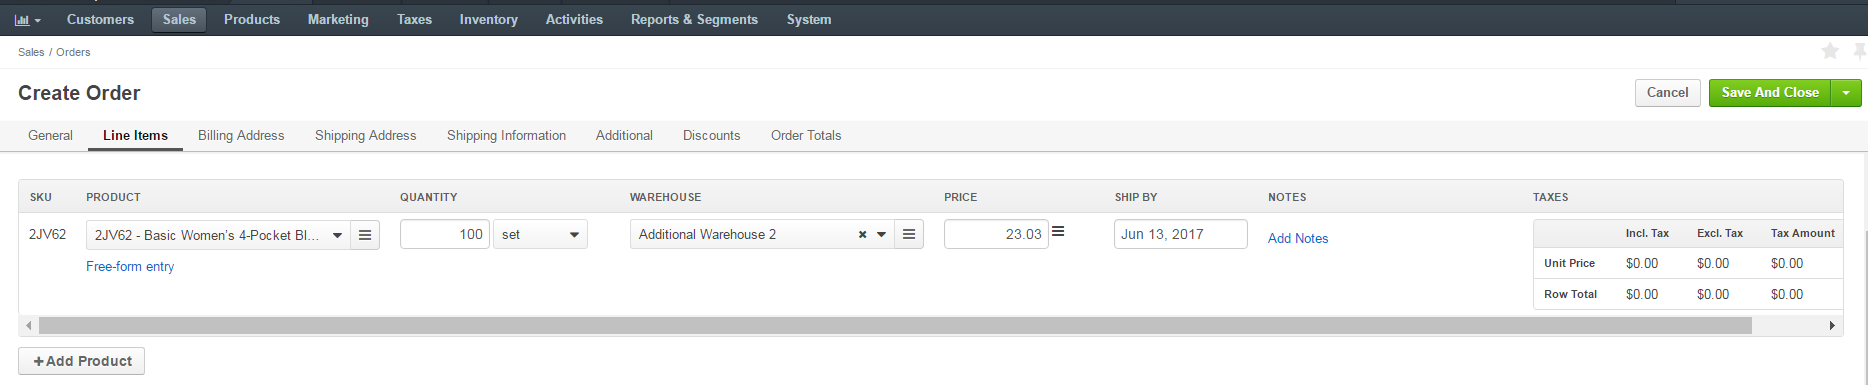 Customers Sales Products Marketing Taxes Inventory Activities Reports & Segments System
Sales / Orders
Create Order
Cancel Save And Close
General Line Items Billing Address Shipping Address Shipping Information Additional Discounts Order Totals
SKU PRODUCT QUANTITY WAREHOUSE PRICE SHIP BY NOTES TAXES
Incl. Tax Excl. Tax Tax Amount
2JV62 2JV62 - Basic Women's 4-Pocket Bl... 100 set Additional Warehouse 2 23.03 Jun 13, 2017 Add Notes
Free-form entry
Unit Price $0.00 $0.00 $0.00
Row Total $0.00 $0.00 $0.00
+Add Product